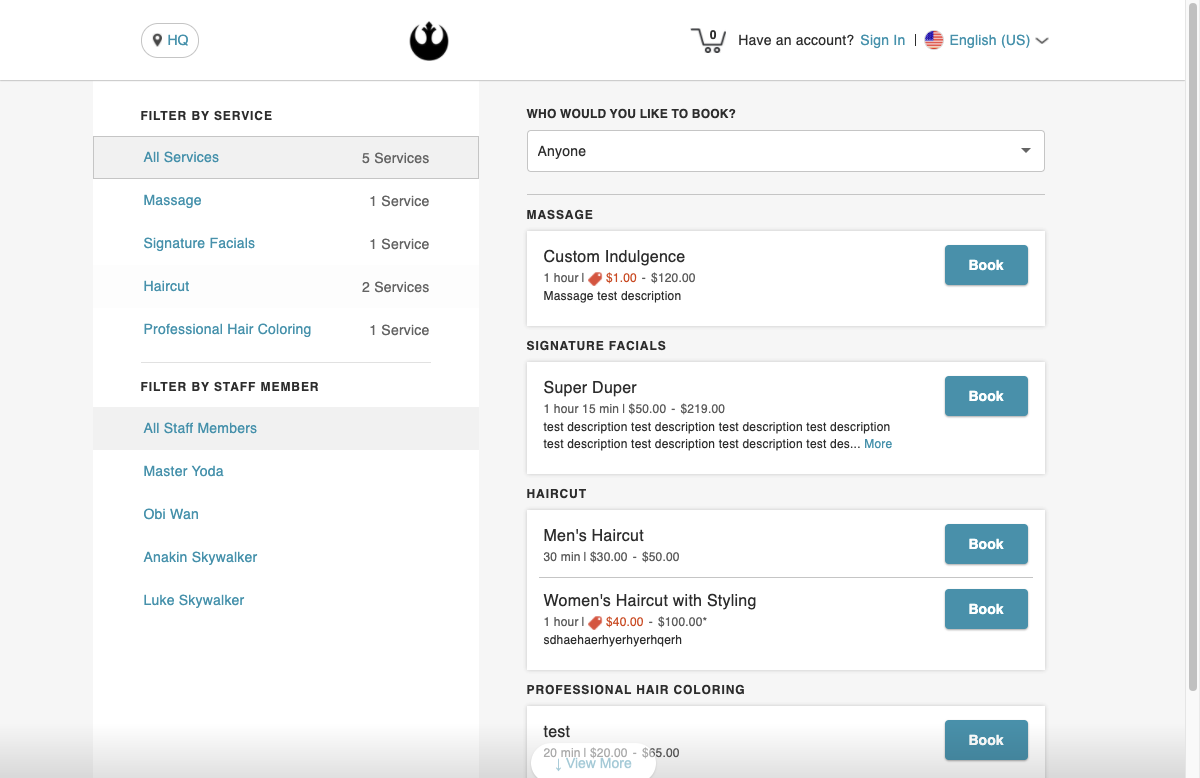 HQ
0
Have an account? Sign In | English (US)
FILTER BY SERVICE
All Services 5 Services
Massage 1 Service
Signature Facials 1 Service
Haircut 2 Services
Professional Hair Coloring 1 Service
FILTER BY STAFF MEMBER
All Staff Members
Master Yoda
Obi Wan
Anakin Skywalker
Luke Skywalker
WHO WOULD YOU LIKE TO BOOK?
Anyone
MASSAGE
Custom Indulgence
1 hour | $1.00 - $120.00
Massage test description
Book
SIGNATURE FACIALS
Super Duper
1 hour 15 min | $50.00 - $219.00
test description test description test description test description
test description test description test description test des... More
Book
HAIRCUT
Men's Haircut
30 min | $30.00 - $50.00
Book
Women's Haircut with Styling
1 hour | $40.00 - $100.00*
sdhaehaerhyerhyerhqerh
Book
PROFESSIONAL HAIR COLORING
test
20 min | $20.00 - $65.00
Book
↓ View More